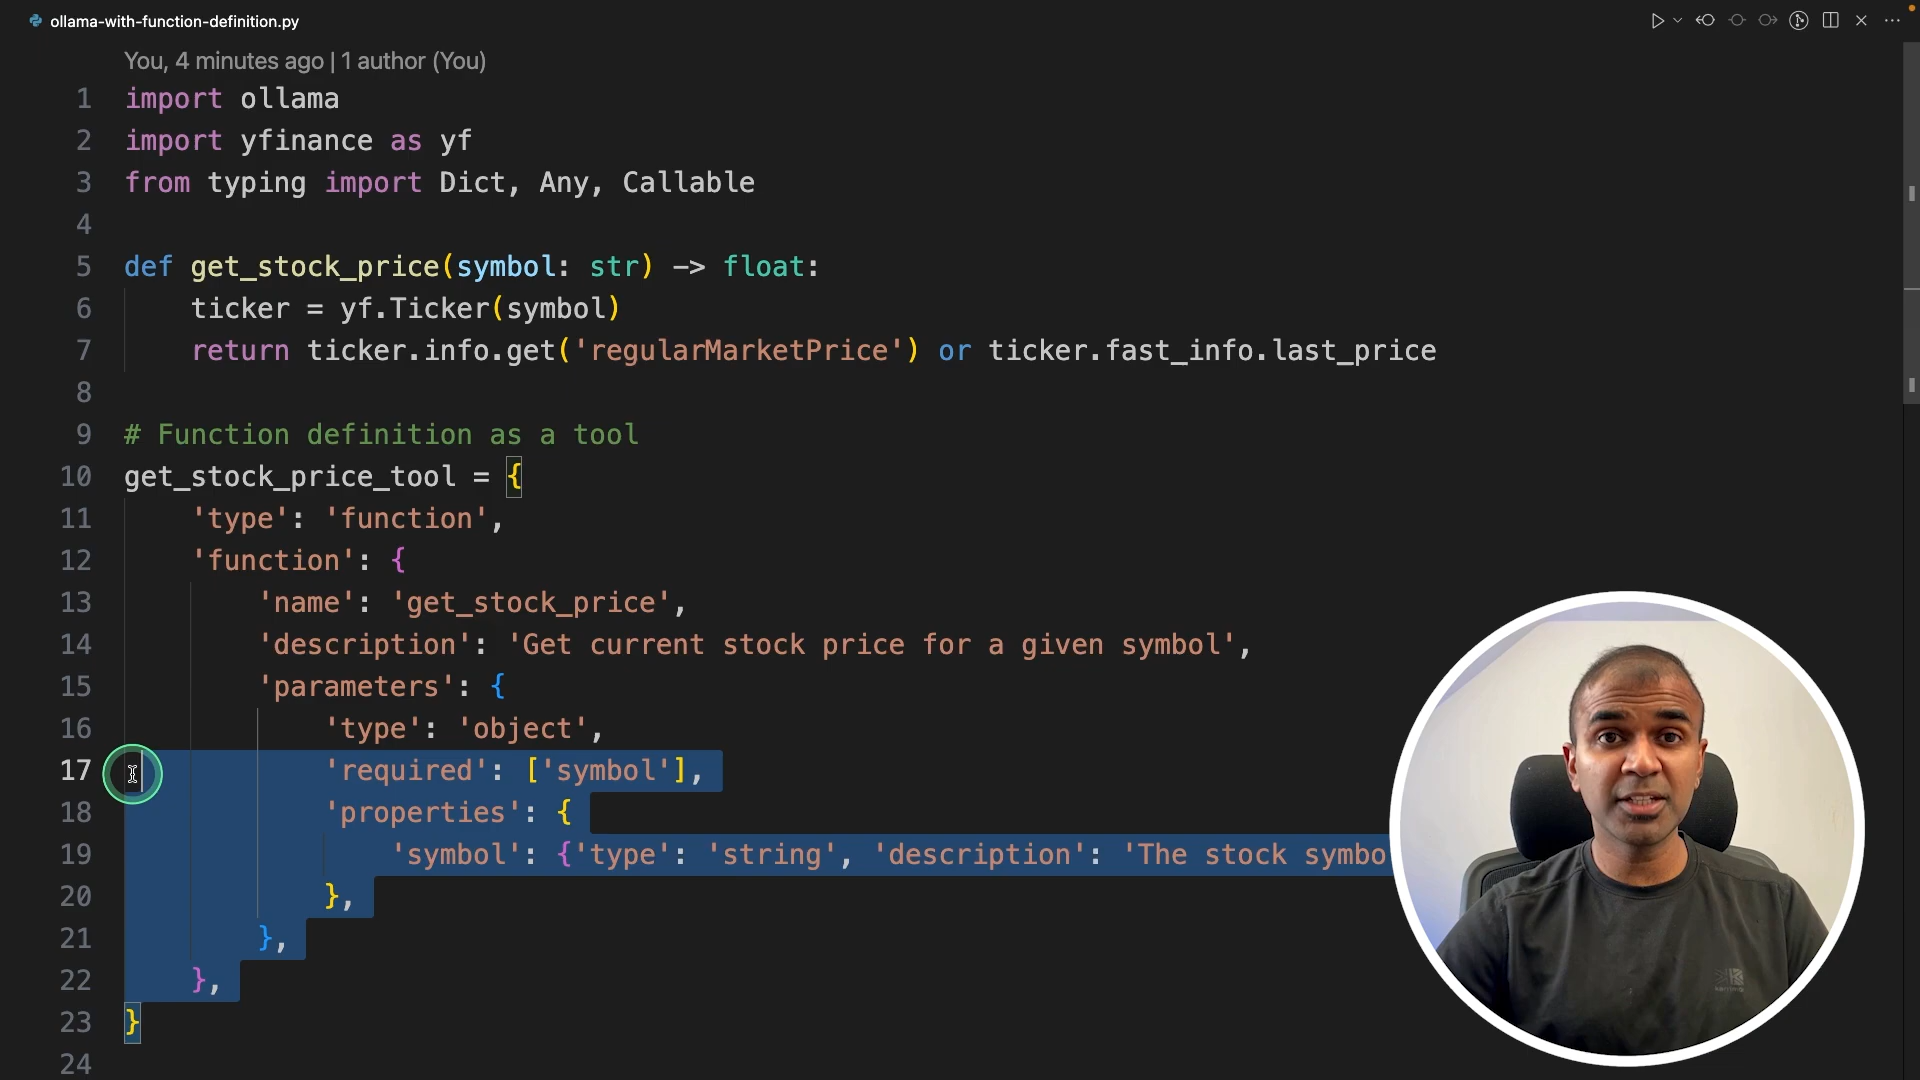 ollama-with-function-definition.py
You, 4 minutes ago | 1 author (You)
1 import ollama
2 import yfinance as yf
3 from typing import Dict, Any, Callable
4
5 def get_stock_price(symbol: str) -> float:
6 ticker = yf.Ticker(symbol)
7 return ticker.info.get('regularMarketPrice') or ticker.fast_info.last_price
8
9 # Function definition as a tool
10 get_stock_price_tool = {
11 'type': 'function',
12 'function': {
13 'name': 'get_stock_price',
14 'description': 'Get current stock price for a given symbol',
15 'parameters': {
16 'type': 'object',
17 'required': ['symbol'],
18 'properties': {
19 'symbol': {'type': 'string', 'description': 'The stock symbo
20 },
21 },
22 },
23 }
24